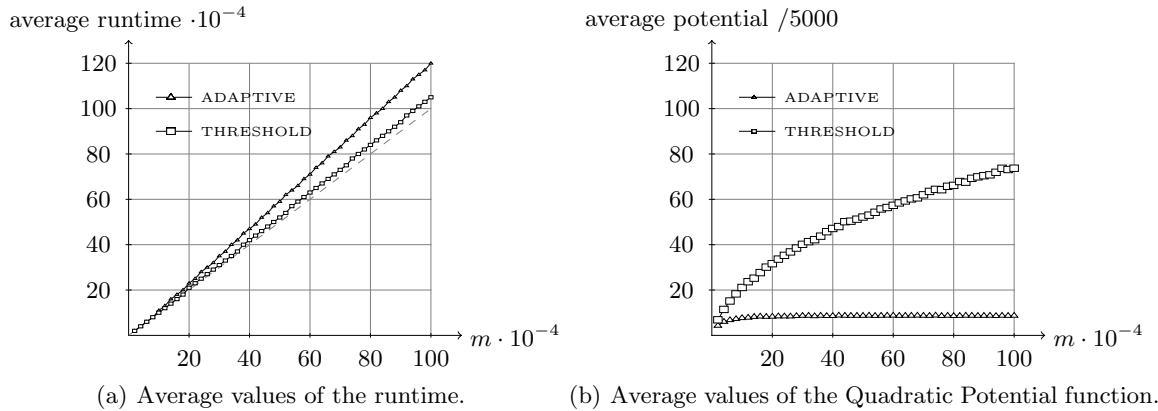 average runtime ·10⁻⁴
120
100
80
60
40
20
ADAPTIVE
THRESHOLD
20 40 60 80 100
m · 10⁻⁴
(a) Average values of the runtime.
average potential /5000
120
100
80
60
40
20
ADAPTIVE
THRESHOLD
20 40 60 80 100
m · 10⁻⁴
(b) Average values of the Quadratic Potential function.